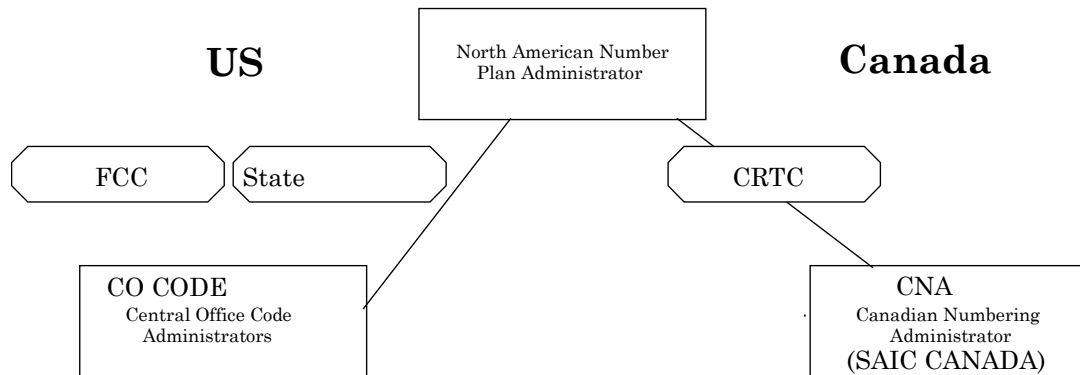 US
North American Number
Plan Administrator
Canada
FCC
State
CRTC
CO CODE
Central Office Code
Administrators
CNA
Canadian Numbering
Administrator
(SAIC CANADA)